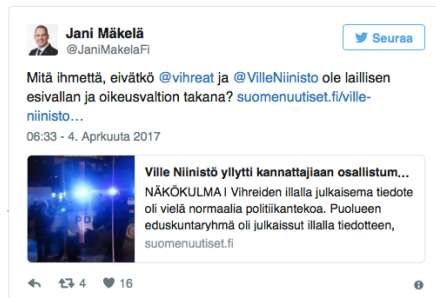 Jani Mäkelä
@JaniMakelaFi
Seuraa
Mitä ihmettä, eivätkö @vihreat ja @VilleNiinisto ole laillisen
esivallan ja oikeusvaltion takana? suomenuutiset.fi/ville-
niinisto…
06:33 - 4. Aprkuuta 2017
Ville Niinistö yllytti kannattajiaan osallistum...
NÄKÖKULMA I Vihreiden illalla julkaisema tiedote
oli vielä normaalia politiikantekoa. Puolueen
eduskuntaryhmä oli julkaissut illalla tiedotteen,
suomenuutiset.fi
4 16